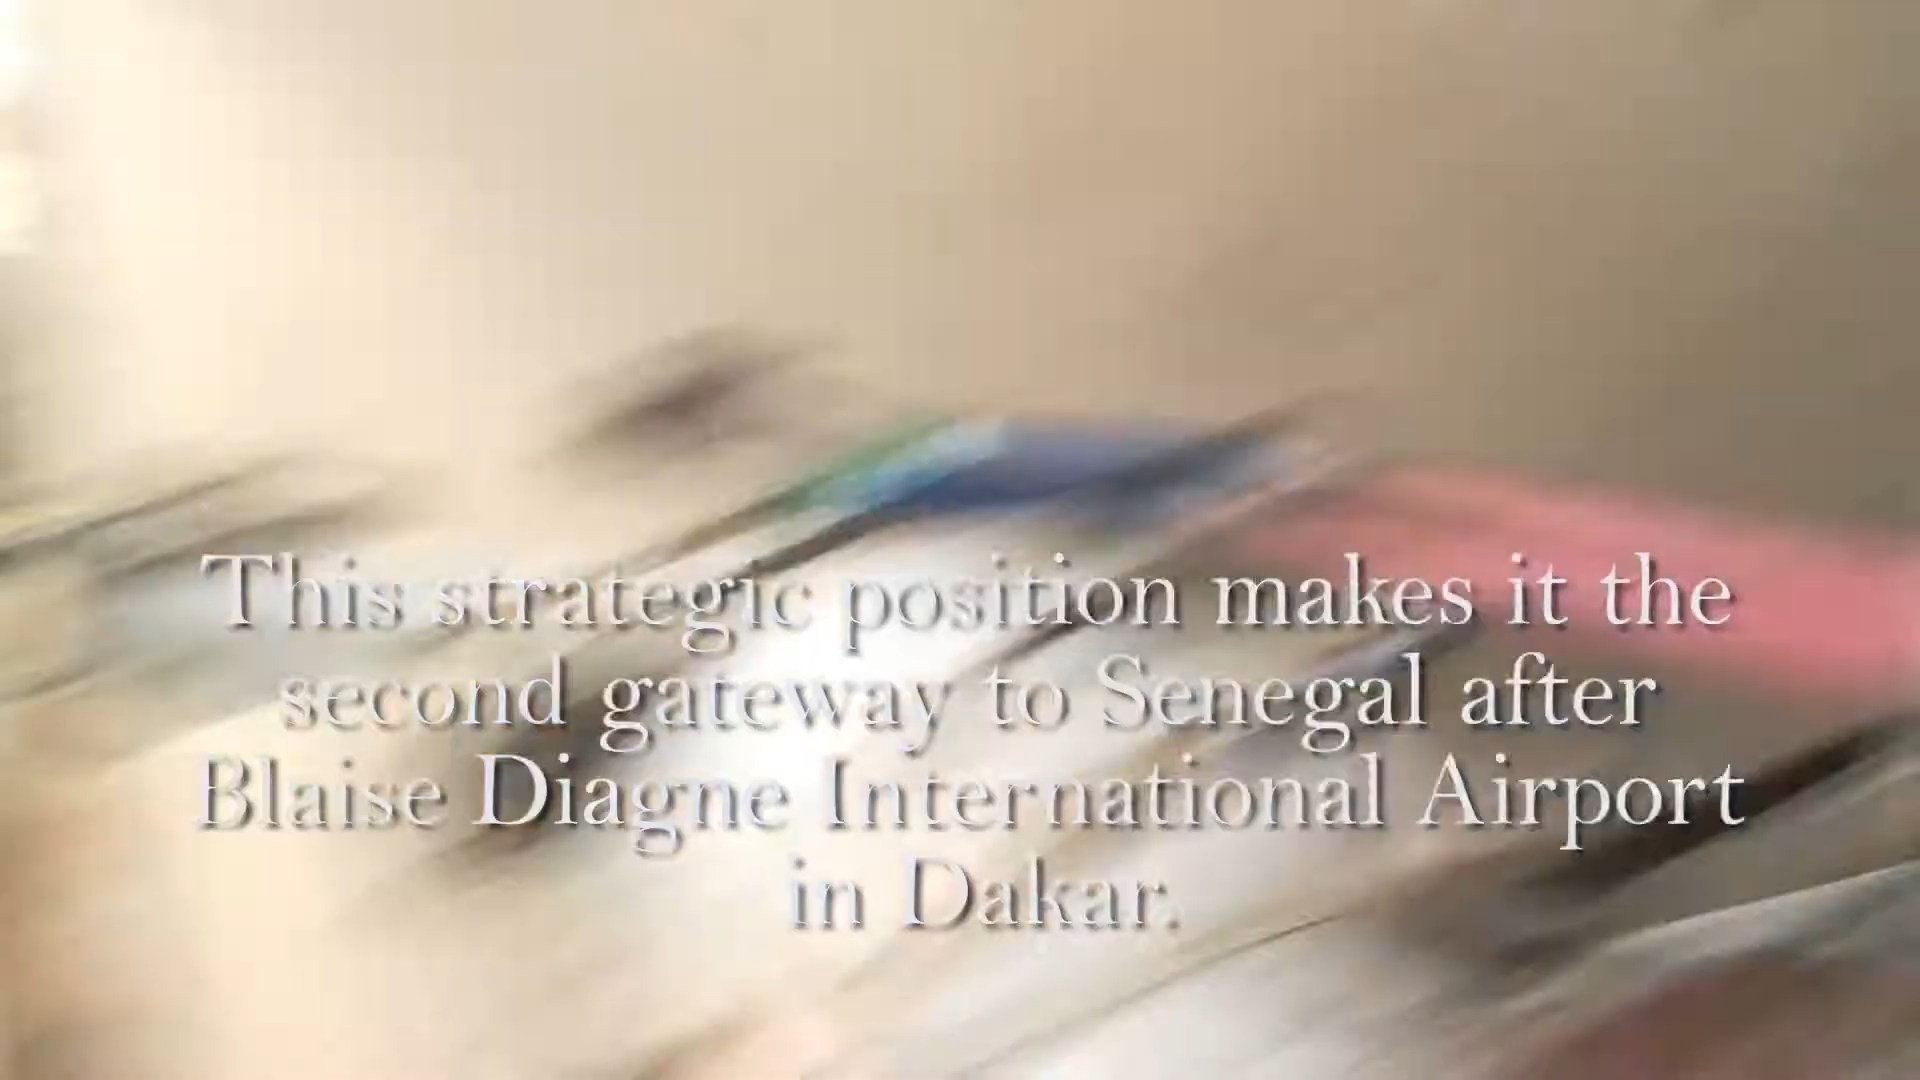 This strategic position makes it the
second gateway to Senegal after
Blaise Diagne International Airport
in Dakar.